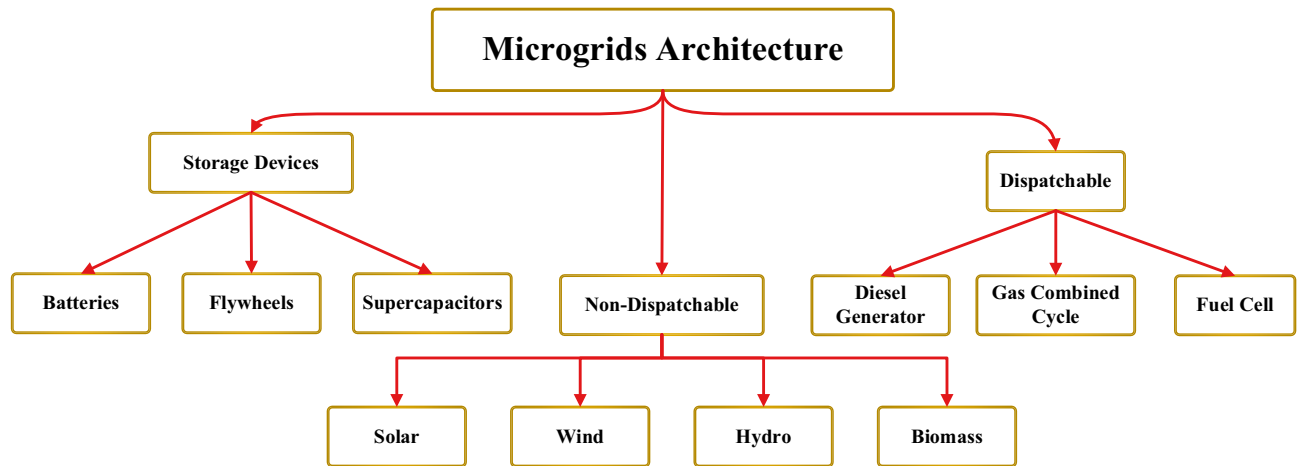 Microgrids Architecture
Storage Devices
Dispatchable
Batteries
Flywheels
Supercapacitors
Non-Dispatchable
Diesel
Generator
Gas Combined
Cycle
Fuel Cell
Solar
Wind
Hydro
Biomass